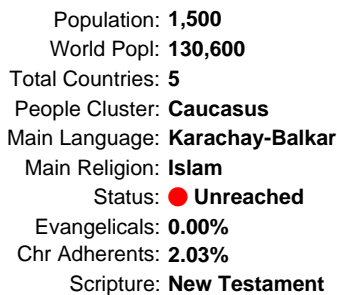 Population: 1,500
World Popl: 130,600
Total Countries: 5
People Cluster: Caucasus
Main Language: Karachay-Balkar
Main Religion: Islam
Status: Unreached
Evangelicals: 0.00%
Chr Adherents: 2.03%
Scripture: New Testament